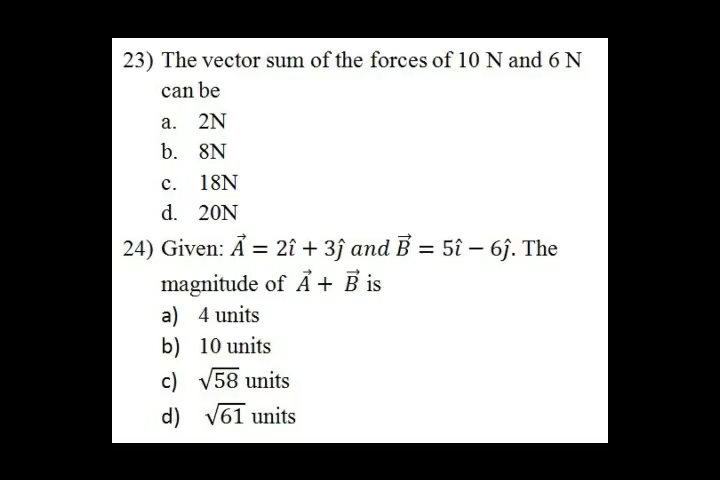 23) The vector sum of the forces of 10 N and 6 N
can be
a. 2N
b. 8N
c. 18N
d. 20N
24) Given: A⃗ = 2î + 3ĵ and B⃗ = 5î − 6ĵ. The
magnitude of A⃗ + B⃗ is
a) 4 units
b) 10 units
c) √58 units
d) √61 units